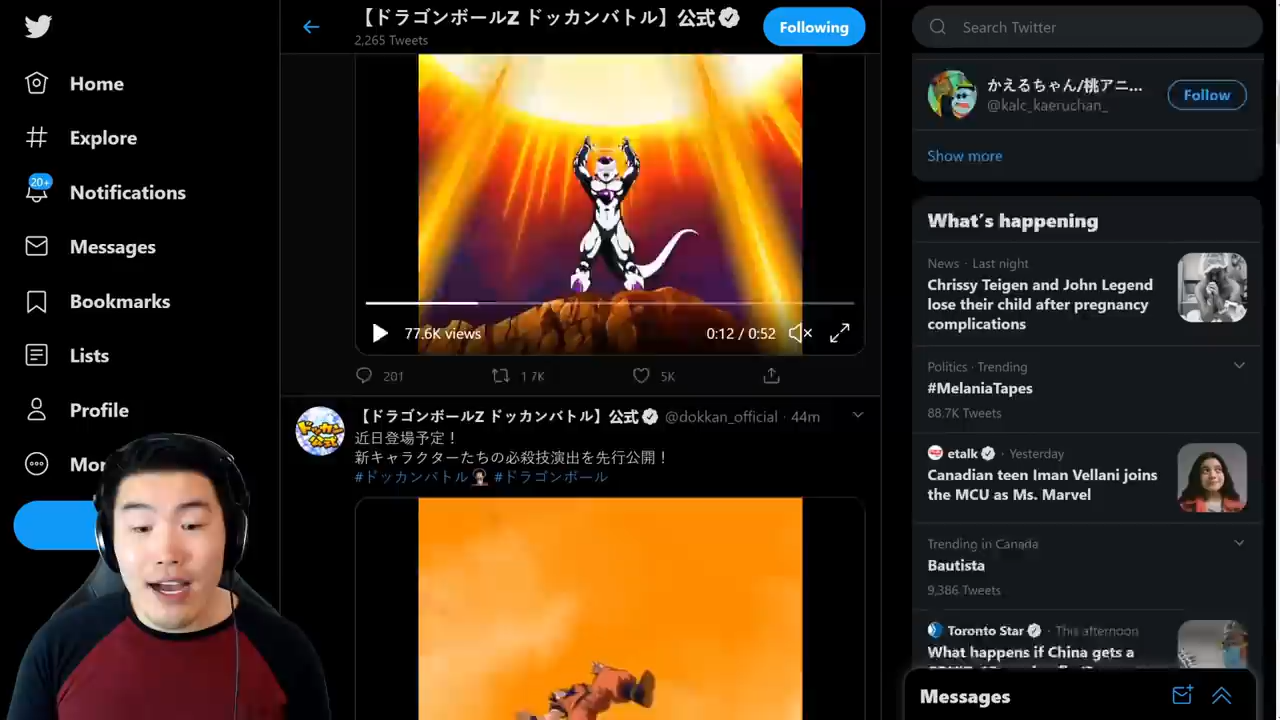 Home
Explore
20+
Notifications
Messages
Bookmarks
Lists
Profile
Mor
【ドラゴンボールZ ドッカンバトル】公式
2,265 Tweets
Following
77.6K views
0:12 / 0:52
201
1.7K
5K
【ドラゴンボールZ ドッカンバトル】公式 @dokkan_official · 44m
近日登場予定！
新キャラクターたちの必殺技演出を先行公開！
#ドッカンバトル #ドラゴンボール
ドッカン
公式
Search Twitter
かえるちゃん/桃アニ...
@kalc_kaeruchan_
Follow
Show more
What's happening
News · Last night
Chrissy Teigen and John Legend
lose their child after pregnancy
complications
Politics · Trending
#MelaniaTapes
88.7K Tweets
etalk · Yesterday
Canadian teen Iman Vellani joins
the MCU as Ms. Marvel
Trending in Canada
Bautista
9,386 Tweets
Toronto Star · This afternoon
What happens if China gets a
Messages